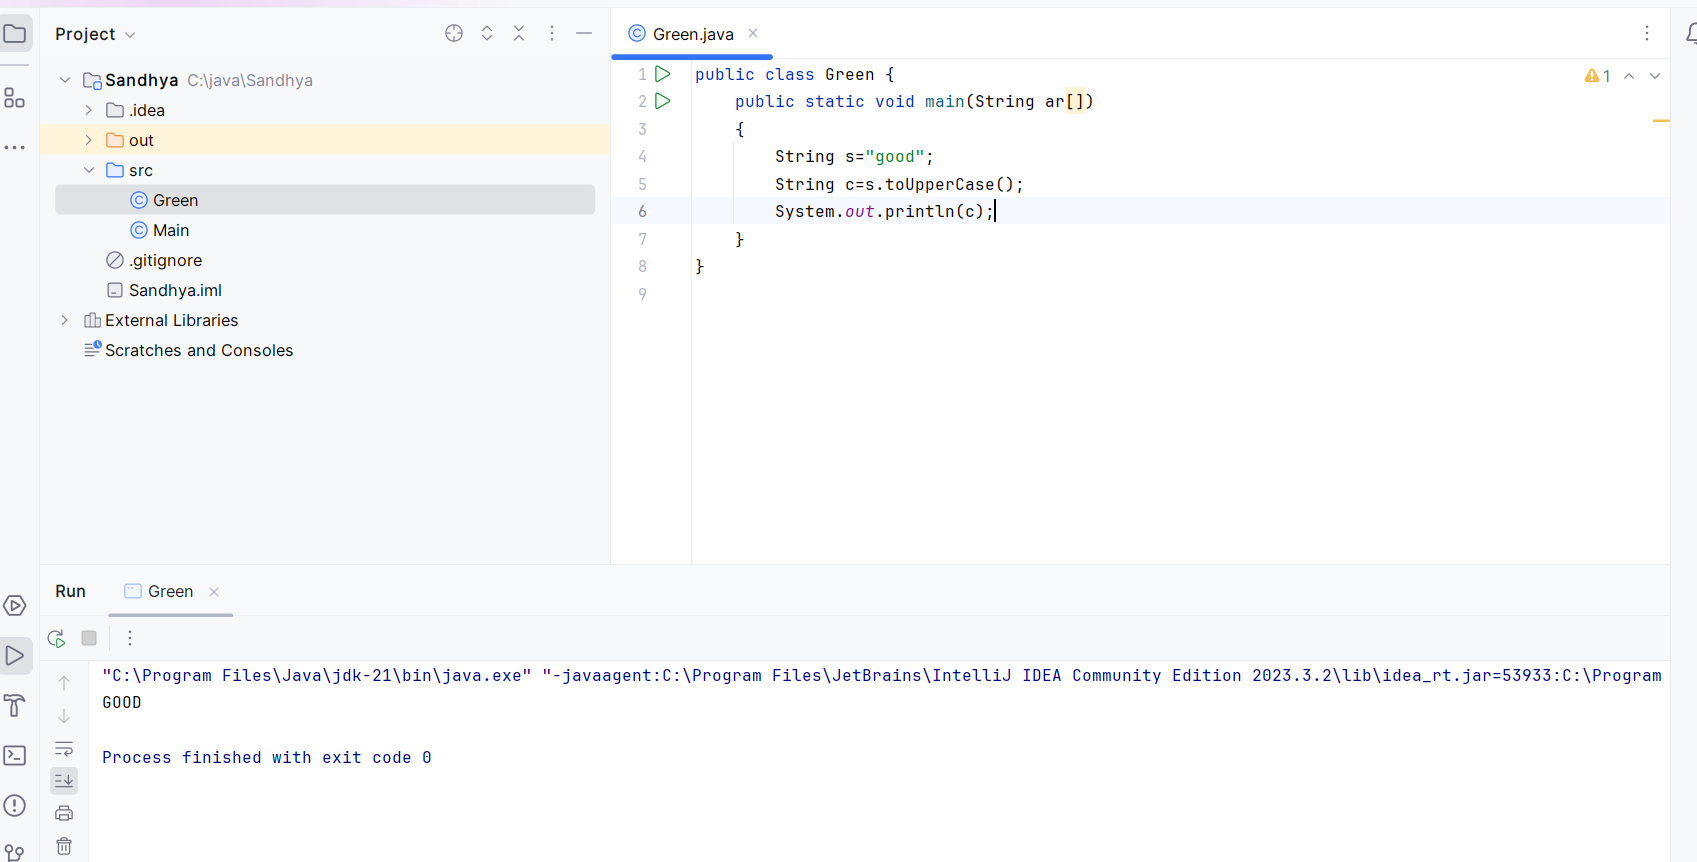 Project
Sandhya C:\java\Sandhya
.idea
out
src
Green
Main
.gitignore
Sandhya.iml
External Libraries
Scratches and Consoles
Green.java
1 public class Green {
2     public static void main(String ar[])
3     {
4         String s="good";
5         String c=s.toUpperCase();
6         System.out.println(c);
7     }
8 }
9
1
Run Green
"C:\Program Files\Java\jdk-21\bin\java.exe" "-javaagent:C:\Program Files\JetBrains\IntelliJ IDEA Community Edition 2023.3.2\lib\idea_rt.jar=53933:C:\Program
GOOD
Process finished with exit code 0